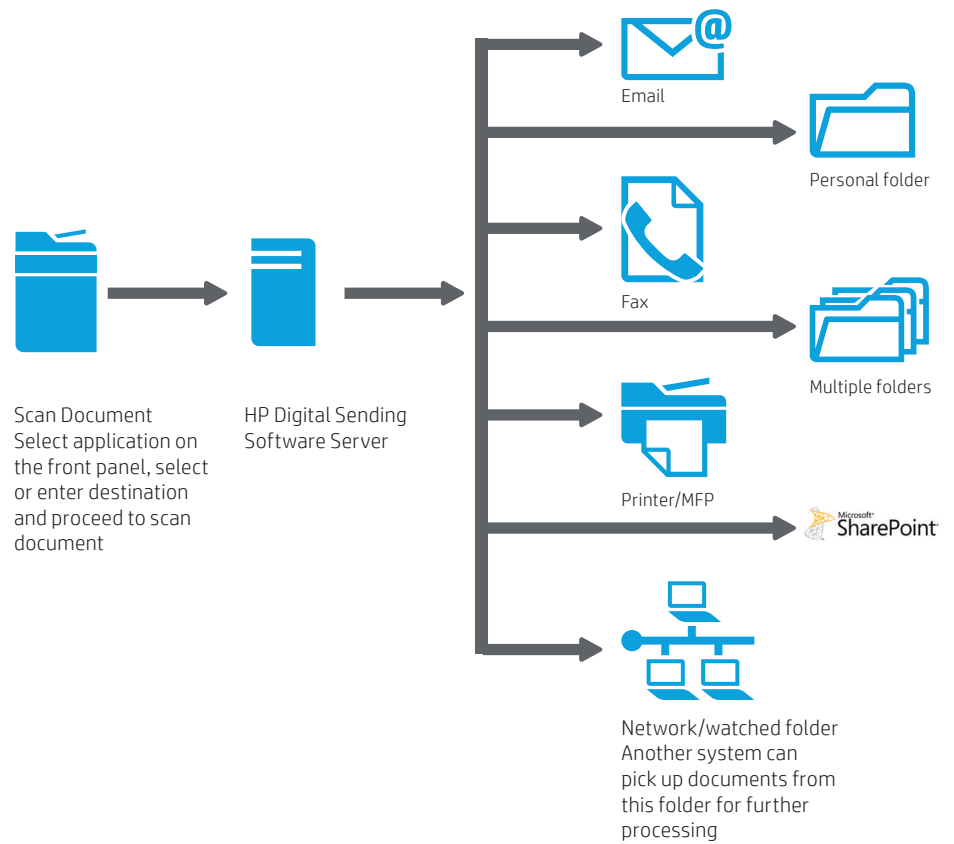 @
Email
Personal folder
Fax
Multiple folders
Scan Document
Select application on
the front panel, select
or enter destination
and proceed to scan
document
HP Digital Sending
Software Server
Printer/MFP
Microsoft®
SharePoint
Network/watched folder
Another system can
pick up documents from
this folder for further
processing